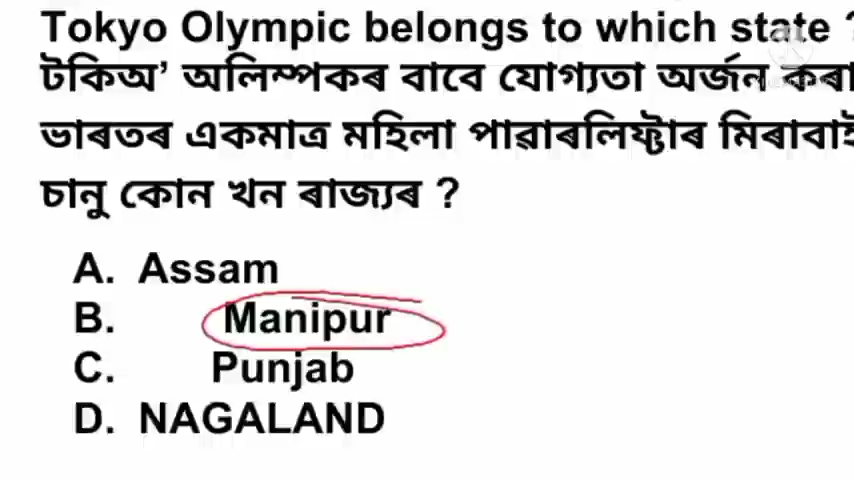 Tokyo Olympic belongs to which state ?
টকিঅ’ অলিম্পকৰ বাবে যোগ্যতা অৰ্জন কৰা
ভাৰতৰ একমাত্ৰ মহিলা পাৱাৰলিফ্টাৰ মিৰাবাই
চানু কোন খন ৰাজ্যৰ ?
A. Assam
B. Manipur
C. Punjab
D. NAGALAND